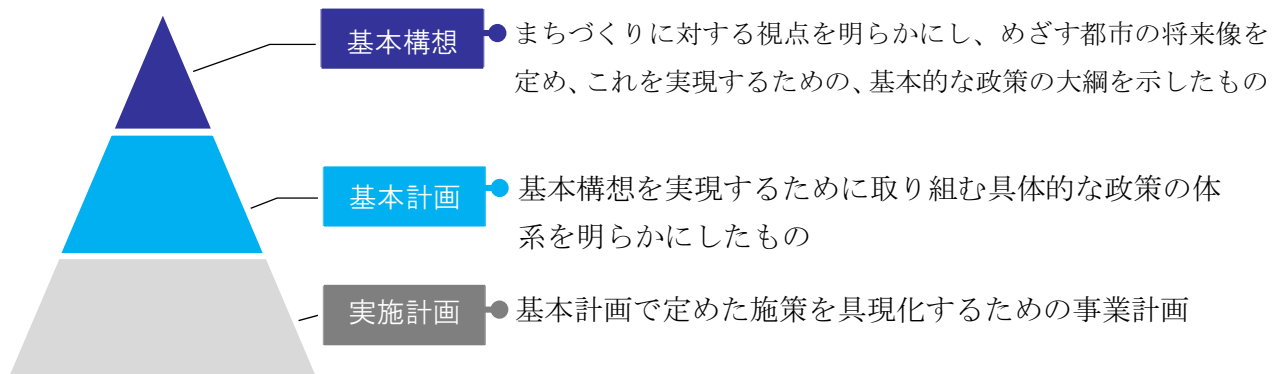 基本構想
まちづくりに対する視点を明らかにし、めざす都市の将来像を
定め、これを実現するための、基本的な政策の大綱を示したもの
基本計画
基本構想を実現するために取り組む具体的な政策の体
系を明らかにしたもの
実施計画
基本計画で定めた施策を具現化するための事業計画